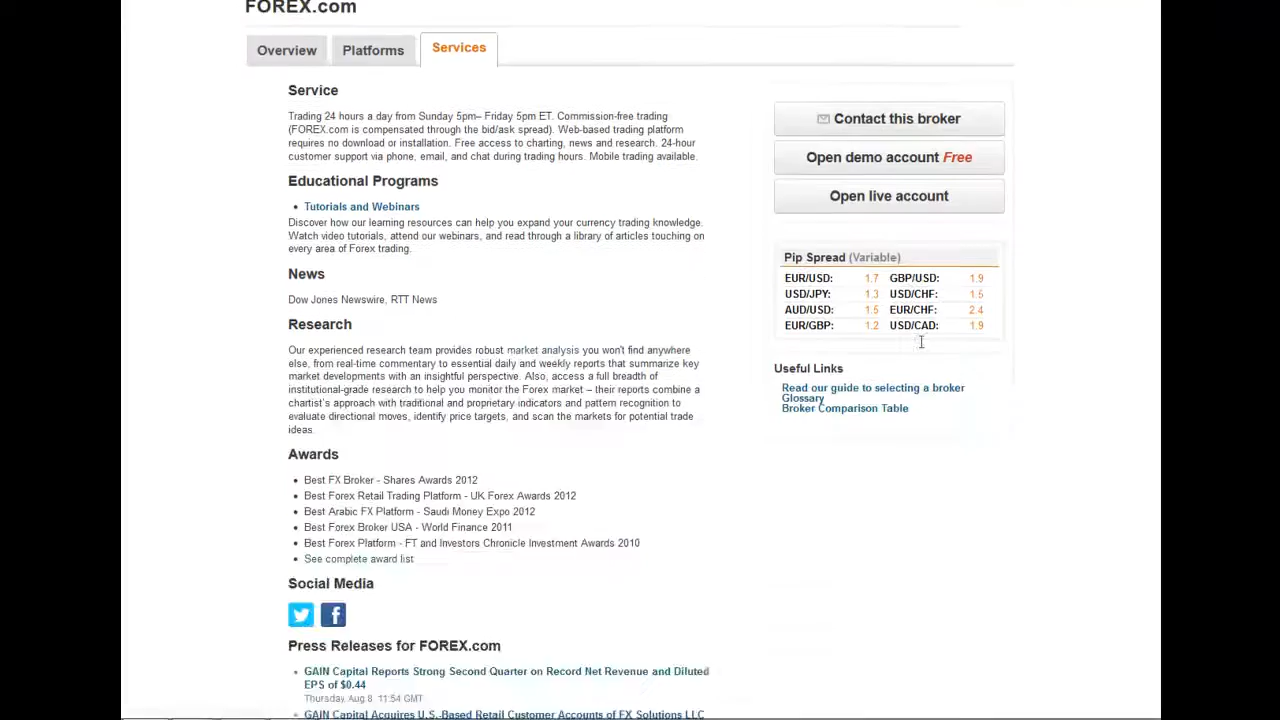 FOREX.com
Overview
Platforms
Services
Service
Trading 24 hours a day from Sunday 5pm– Friday 5pm ET. Commission-free trading
(FOREX.com is compensated through the bid/ask spread). Web-based trading platform
requires no download or installation. Free access to charting, news and research. 24-hour
customer support via phone, email, and chat during trading hours. Mobile trading available.
Educational Programs
Tutorials and Webinars
Discover how our learning resources can help you expand your currency trading knowledge.
Watch video tutorials, attend our webinars, and read through a library of articles touching on
every area of Forex trading.
News
Dow Jones Newswire, RTT News
Research
Our experienced research team provides robust market analysis you won't find anywhere
else, from real-time commentary to essential daily and weekly reports that summarize key
market developments with an insightful perspective. Also, access a full breadth of
institutional-grade research to help you monitor the Forex market – their reports combine a
chartist's approach with traditional and proprietary indicators and pattern recognition to
evaluate directional moves, identify price targets, and scan the markets for potential trade
ideas.
Awards
Best FX Broker - Shares Awards 2012
Best Forex Retail Trading Platform - UK Forex Awards 2012
Best Arabic FX Platform - Saudi Money Expo 2012
Best Forex Broker USA - World Finance 2011
Best Forex Platform - FT and Investors Chronicle Investment Awards 2010
See complete award list
Social Media
Press Releases for FOREX.com
GAIN Capital Reports Strong Second Quarter on Record Net Revenue and Diluted
EPS of $0.44
Thursday, Aug 8 11:54 GMT
GAIN Capital Acquires U.S.-Based Retail Customer Accounts of FX Solutions LLC
Contact this broker
Open demo account Free
Open live account
Pip Spread (Variable)
EUR/USD: 1.7 GBP/USD: 1.9
USD/JPY: 1.3 USD/CHF: 1.5
AUD/USD: 1.5 EUR/CHF: 2.4
EUR/GBP: 1.2 USD/CAD: 1.9
Useful Links
Read our guide to selecting a broker
Glossary
Broker Comparison Table